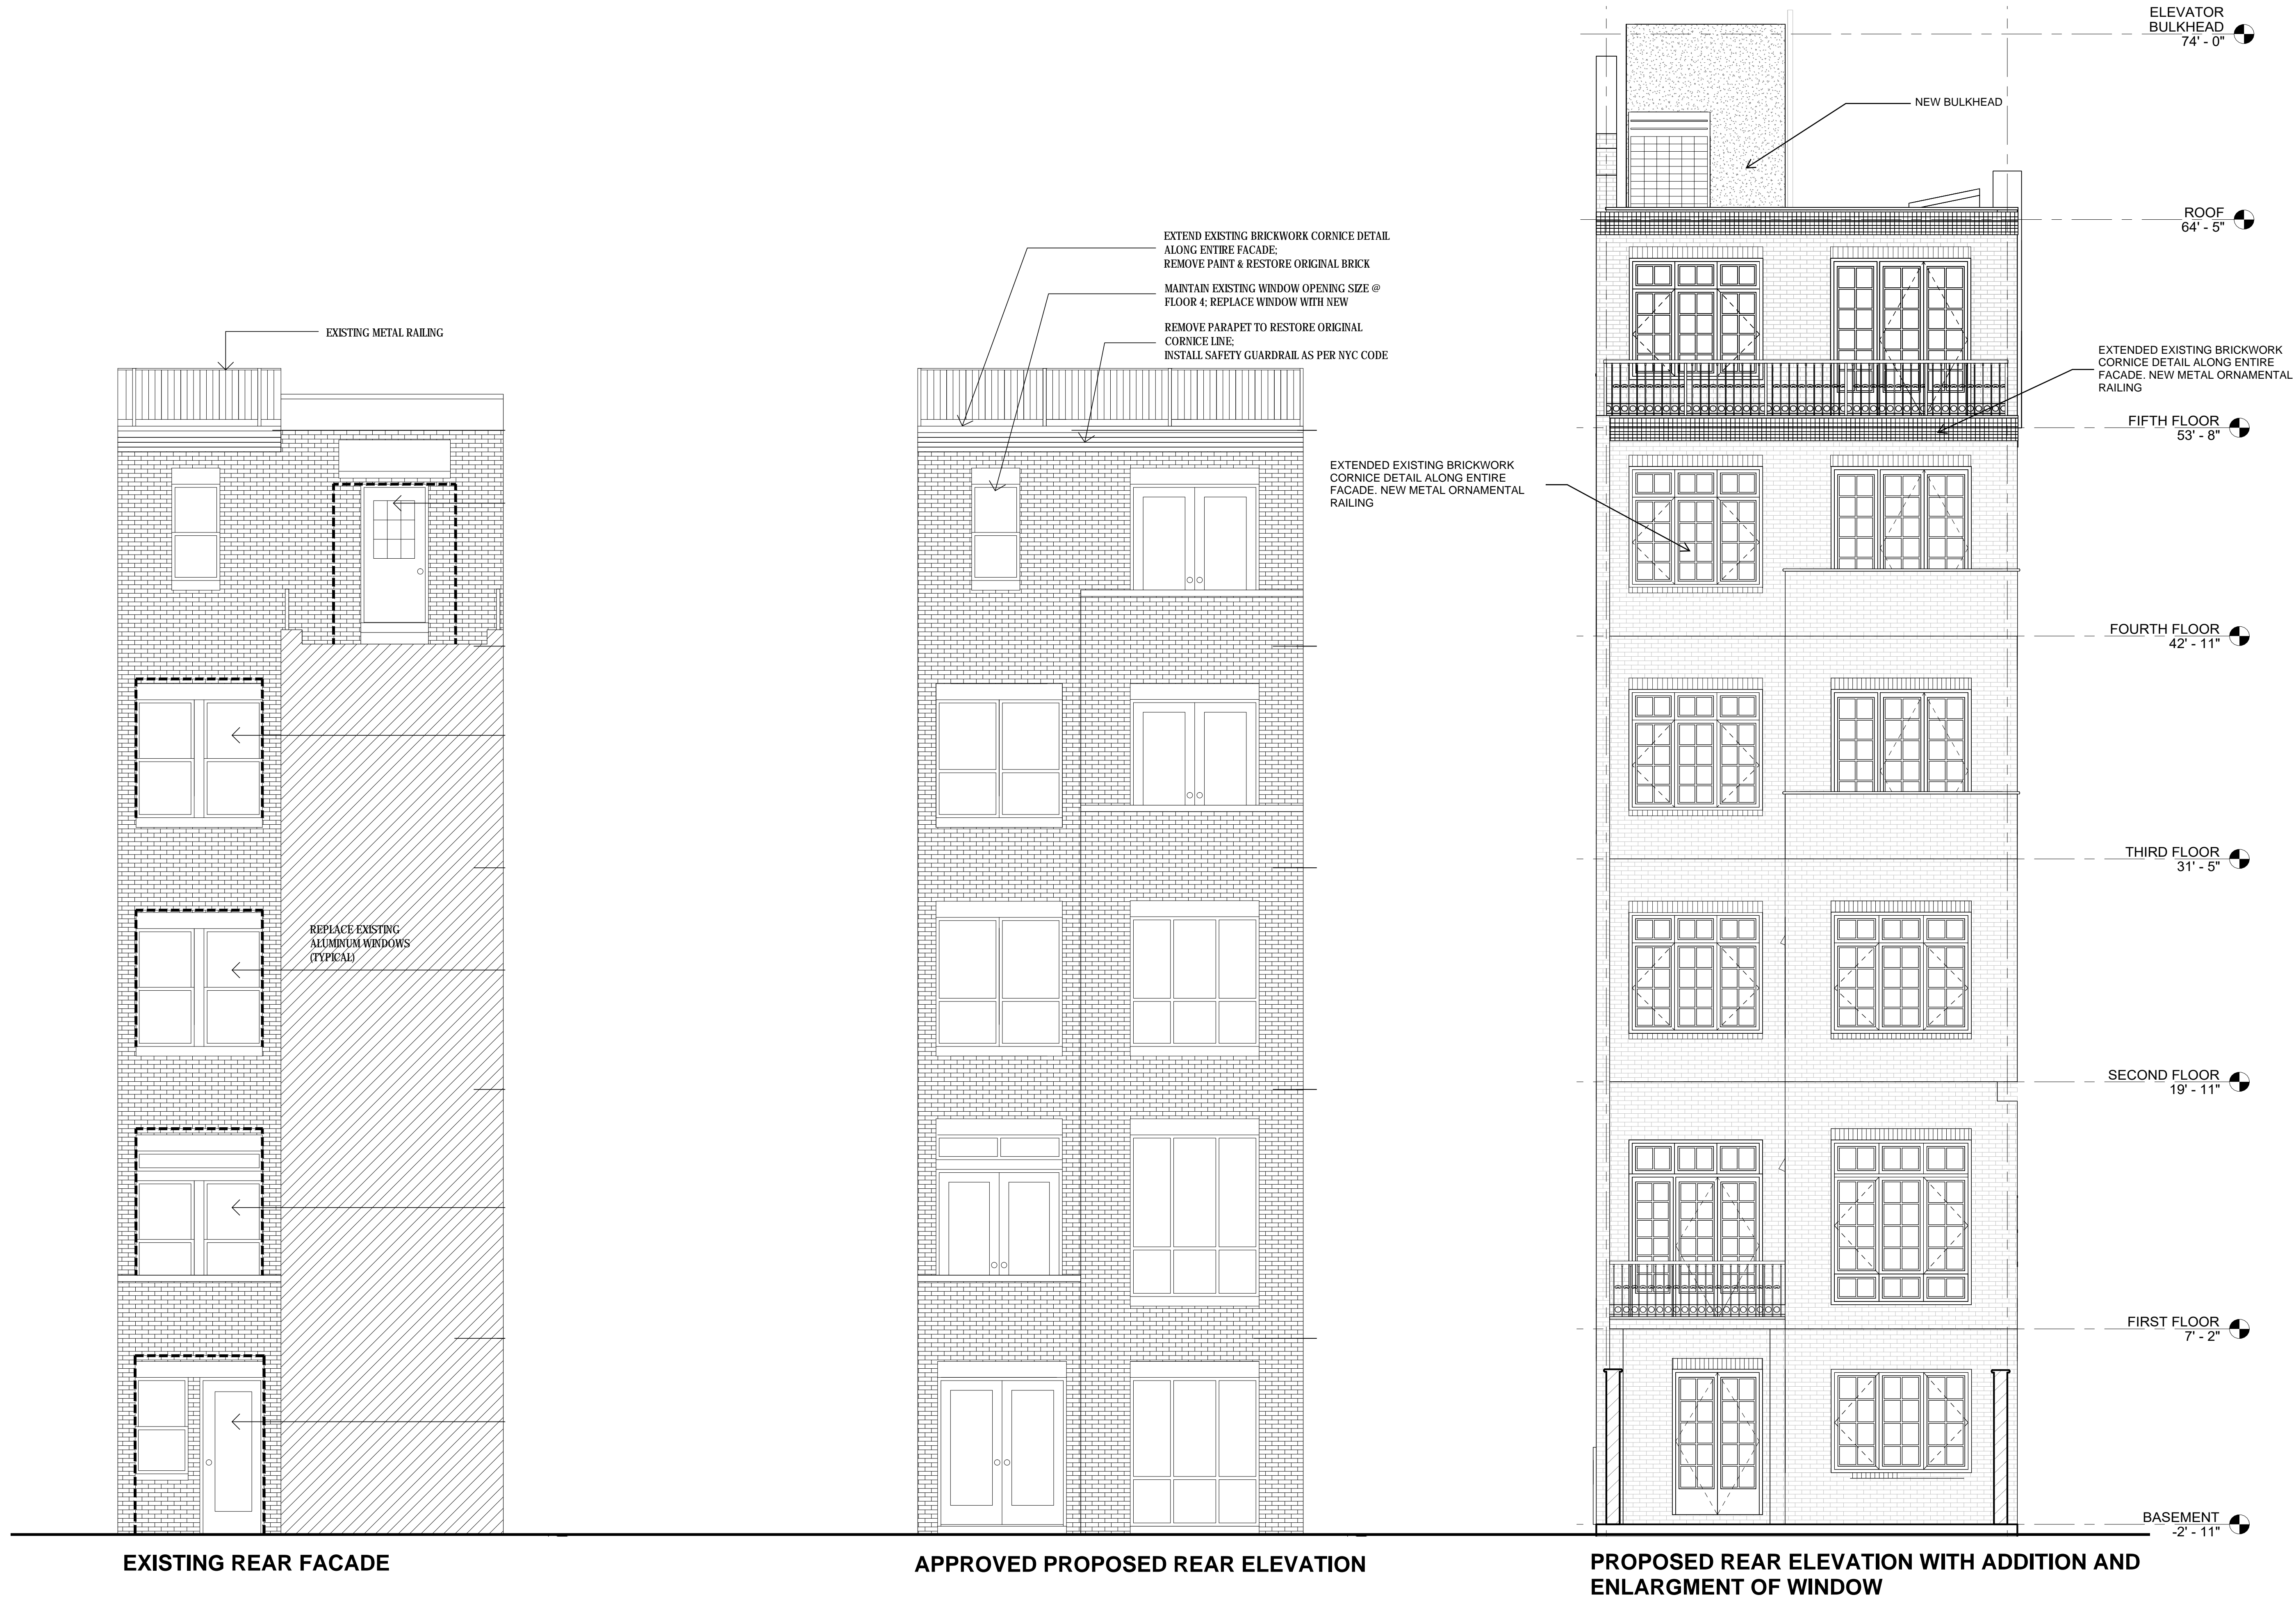 ELEVATOR
BULKHEAD
74' - 0"
NEW BULKHEAD
ROOF
64' - 5"
EXTEND EXISTING BRICKWORK CORNICE DETAIL
ALONG ENTIRE FACADE;
REMOVE PAINT & RESTORE ORIGINAL BRICK
MAINTAIN EXISTING WINDOW OPENING SIZE @
FLOOR 4; REPLACE WINDOW WITH NEW
REMOVE PARAPET TO RESTORE ORIGINAL
CORNICE LINE;
INSTALL SAFETY GUARDRAIL AS PER NYC CODE
EXISTING METAL RAILING
EXTENDED EXISTING BRICKWORK
CORNICE DETAIL ALONG ENTIRE
FACADE. NEW METAL ORNAMENTAL
RAILING
FIFTH FLOOR
53' - 8"
EXTENDED EXISTING BRICKWORK
CORNICE DETAIL ALONG ENTIRE
FACADE. NEW METAL ORNAMENTAL
RAILING
FOURTH FLOOR
42' - 11"
THIRD FLOOR
31' - 5"
REPLACE EXISTING
ALUMINUM WINDOWS
(TYPICAL)
SECOND FLOOR
19' - 11"
FIRST FLOOR
7' - 2"
BASEMENT
-2' - 11"
EXISTING REAR FACADE
APPROVED PROPOSED REAR ELEVATION
PROPOSED REAR ELEVATION WITH ADDITION AND
ENLARGMENT OF WINDOW